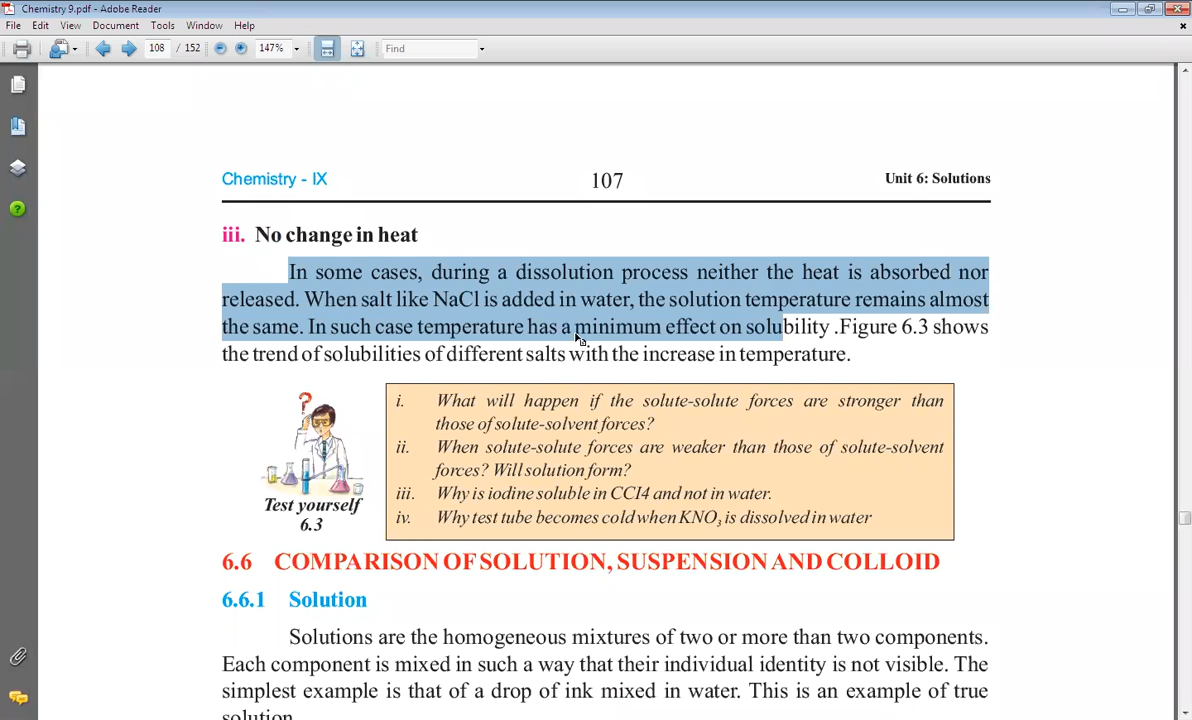 Chemistry 9.pdf - Adobe Reader
File Edit View Document Tools Window Help
108 / 152 147% Find
Chemistry - IX 107 Unit 6: Solutions
iii. No change in heat
In some cases, during a dissolution process neither the heat is absorbed nor
released. When salt like NaCl is added in water, the solution temperature remains almost
the same. In such case temperature has a minimum effect on solubility .Figure 6.3 shows
the trend of solubilities of different salts with the increase in temperature.
?
Test yourself
6.3
i. What will happen if the solute-solute forces are stronger than
those of solute-solvent forces?
ii. When solute-solute forces are weaker than those of solute-solvent
forces? Will solution form?
iii. Why is iodine soluble in CCI4 and not in water.
iv. Why test tube becomes cold when KNO₃ is dissolved in water
6.6 COMPARISON OF SOLUTION, SUSPENSION AND COLLOID
6.6.1 Solution
Solutions are the homogeneous mixtures of two or more than two components.
Each component is mixed in such a way that their individual identity is not visible. The
simplest example is that of a drop of ink mixed in water. This is an example of true
solution.